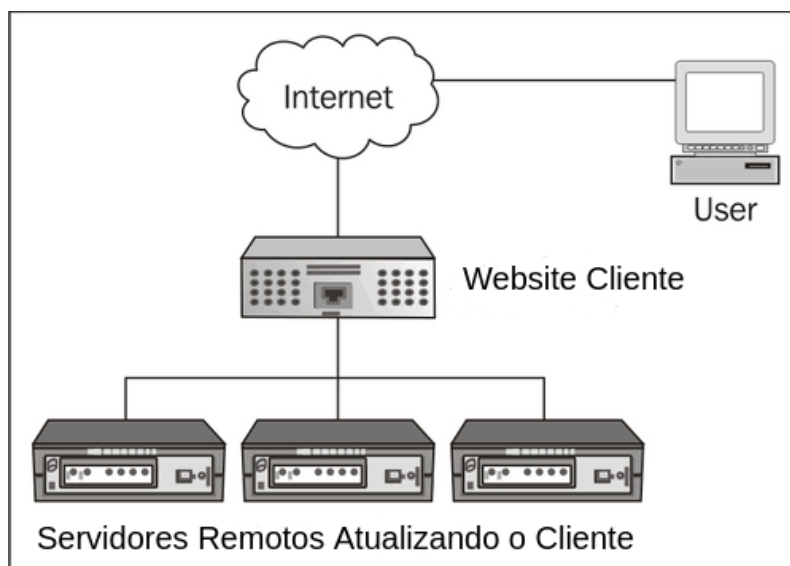 Internet
User
Website Cliente
Servidores Remotos Atualizando o Cliente